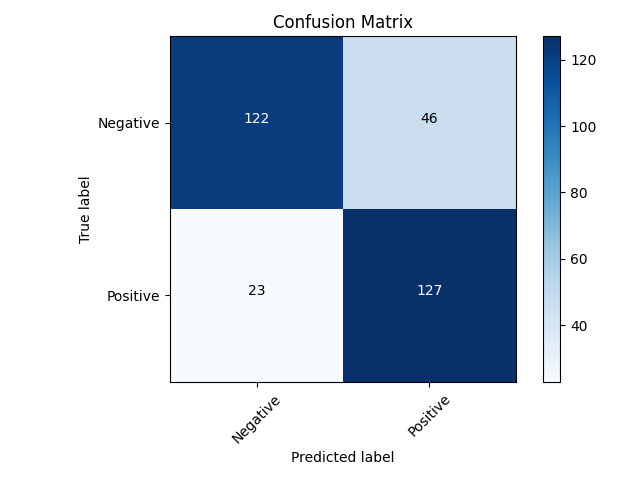 Confusion Matrix
Negative
122
46
120
100
80
60
40
True label
Positive
23
127
Negative
Positive
Predicted label